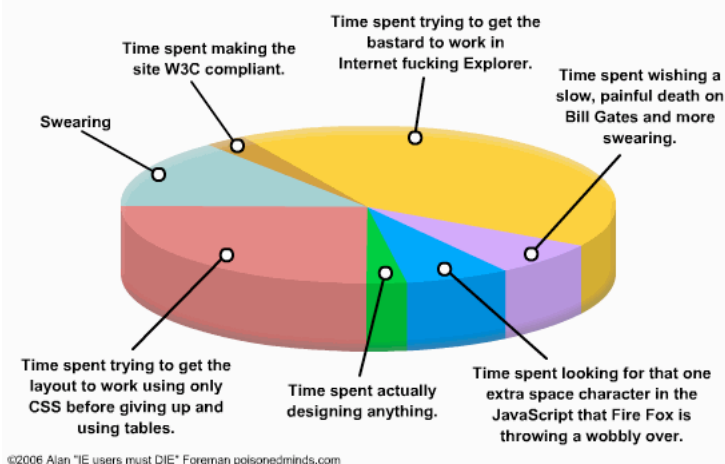 Time spent making the
site W3C compliant.
Time spent trying to get the
bastard to work in
Internet fucking Explorer.
Time spent wishing a
slow, painful death on
Bill Gates and more
swearing.
Swearing
Time spent trying to get the
layout to work using only
CSS before giving up and
using tables.
Time spent actually
designing anything.
Time spent looking for that one
extra space character in the
JavaScript that Fire Fox is
throwing a wobbly over.
©2006 Alan "IE users must DIE" Foreman poisonedminds.com